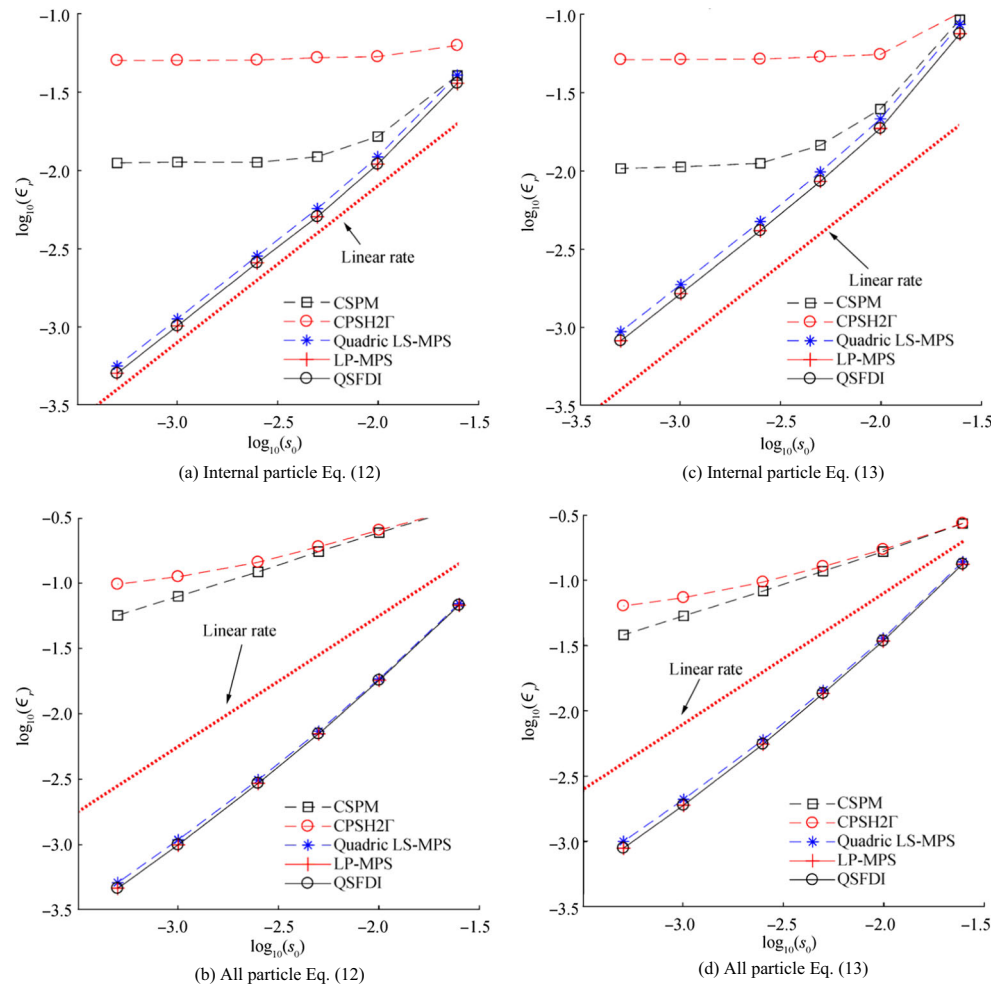 −1.0
−1.5
−2.0
−2.5
−3.0
−3.5
log10(ϵr)
Linear rate
CSPM
CPSH2Γ
Quadric LS-MPS
LP-MPS
QSFDI
−3.0 −2.5 −2.0 −1.5
log10(s0)
(a) Internal particle Eq. (12)
−1.0
−1.5
−2.0
−2.5
−3.0
−3.5
log10(ϵr)
Linear rate
CSPM
CPSH2Γ
Quadric LS-MPS
LP-MPS
QSFDI
−3.5 −3.0 −2.5 −2.0 −1.5
log10(s0)
(c) Internal particle Eq. (13)
−0.5
−1.0
−1.5
−2.0
−2.5
−3.0
−3.5
log10(ϵr)
Linear rate
CSPM
CPSH2Γ
Quadric LS-MPS
LP-MPS
QSFDI
−3.0 −2.5 −2.0 −1.5
log10(s0)
(b) All particle Eq. (12)
−0.5
−1.0
−1.5
−2.0
−2.5
−3.0
−3.5
log10(ϵr)
Linear rate
CSPM
CPSH2Γ
Quadric LS-MPS
LP-MPS
QSFDI
−3.0 −2.5 −2.0 −1.5
log10(s0)
(d) All particle Eq. (13)